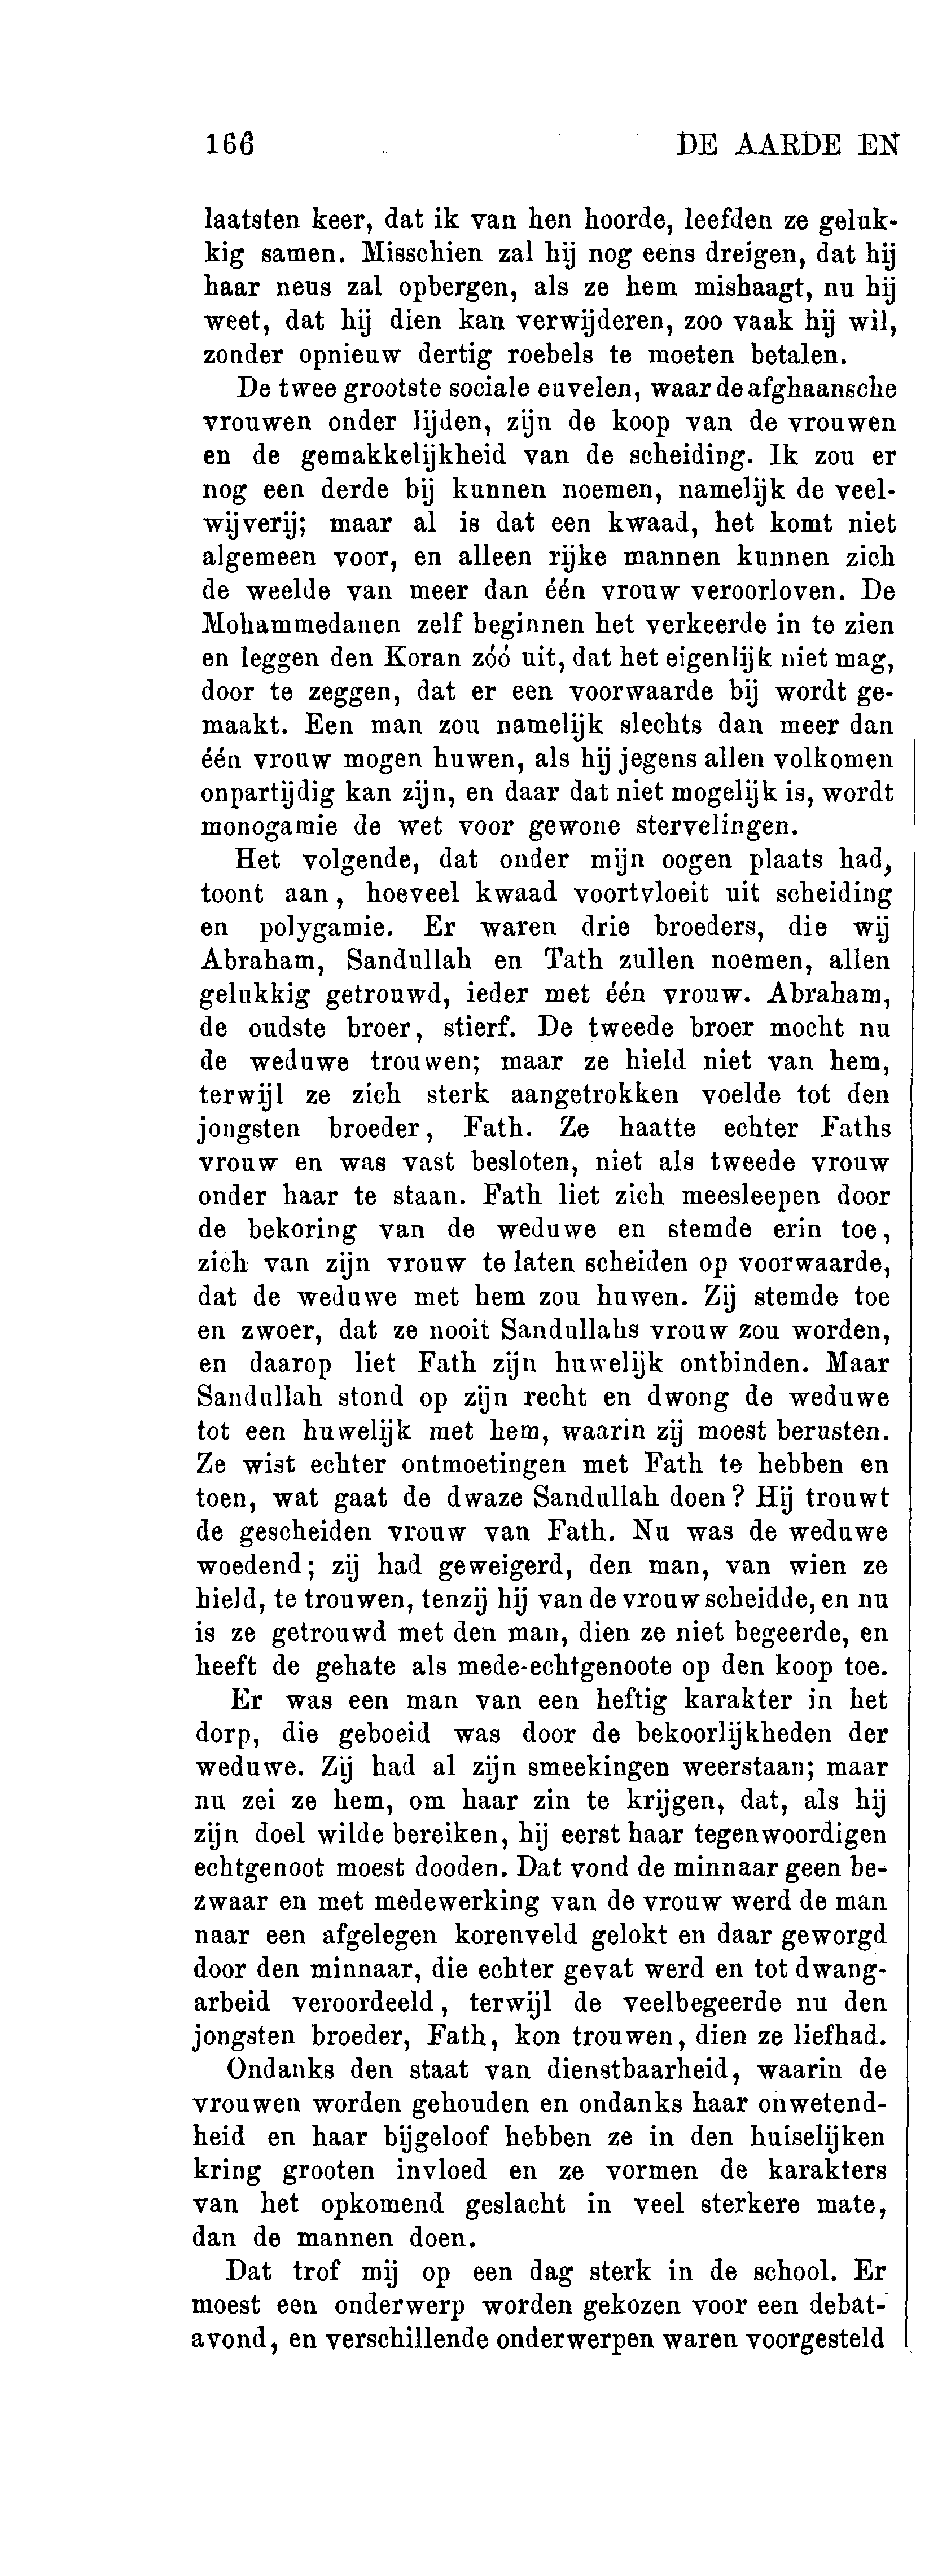 166 DE AARDE EN
laatsten keer, dat ik van hen hoorde, leefden ze geluk-
kig samen. Misschien zal hij nog eens dreigen, dat hij
haar neus zal opbergen, als ze hem mishaagt, nu hij
weet, dat hij dien kan verwijderen, zoo vaak hij wil,
zonder opnieuw dertig roebels te moeten betalen.
De twee grootste sociale euvelen, waar de afghaansche
vrouwen onder lijden, zijn de koop van de vrouwen
en de gemakkelijkheid van de scheiding. Ik zou er
nog een derde bij kunnen noemen, namelijk de veel-
wijverij; maar al is dat een kwaad, het komt niet
algemeen voor, en alleen rijke mannen kunnen zich
de weelde van meer dan één vrouw veroorloven. De
Mohammedanen zelf beginnen het verkeerde in te zien
en leggen den Koran zóó uit, dat het eigenlijk niet mag,
door te zeggen, dat er een voorwaarde bij wordt ge-
maakt. Een man zou namelijk slechts dan meer dan
één vrouw mogen huwen, als hij jegens allen volkomen
onpartijdig kan zijn, en daar dat niet mogelijk is, wordt
monogamie de wet voor gewone stervelingen.
Het volgende, dat onder mijn oogen plaats had,
toont aan, hoeveel kwaad voortvloeit uit scheiding
en polygamie. Er waren drie broeders, die wij
Abraham, Sandullah en Tath zullen noemen, allen
gelukkig getrouwd, ieder met één vrouw. Abraham,
de oudste broer, stierf. De tweede broer mocht nu
de weduwe trouwen; maar ze hield niet van hem,
terwijl ze zich sterk aangetrokken voelde tot den
jongsten broeder, Fath. Ze haatte echter Faths
vrouw en was vast besloten, niet als tweede vrouw
onder haar te staan. Fath liet zich meesleepen door
de bekoring van de weduwe en stemde erin toe,
zich van zijn vrouw te laten scheiden op voorwaarde,
dat de weduwe met hem zou huwen. Zij stemde toe
en zwoer, dat ze nooit Sandullahs vrouw zou worden,
en daarop liet Fath zijn huwelijk ontbinden. Maar
Sandullah stond op zijn recht en dwong de weduwe
tot een huwelijk met hem, waarin zij moest berusten.
Ze wist echter ontmoetingen met Fath te hebben en
toen, wat gaat de dwaze Sandullah doen? Hij trouwt
de gescheiden vrouw van Fath. Nu was de weduwe
woedend; zij had geweigerd, den man, van wien ze
hield, te trouwen, tenzij hij van de vrouw scheidde, en nu
is ze getrouwd met den man, dien ze niet begeerde, en
heeft de gehate als mede-echtgenoote op den koop toe.
Er was een man van een heftig karakter in het
dorp, die geboeid was door de bekoorlijkheden der
weduwe. Zij had al zijn smeekingen weerstaan; maar
nu zei ze hem, om haar zin te krijgen, dat, als hij
zijn doel wilde bereiken, hij eerst haar tegenwoordigen
echtgenoot moest dooden. Dat vond de minnaar geen be-
zwaar en met medewerking van de vrouw werd de man
naar een afgelegen korenveld gelokt en daar geworgd
door den minnaar, die echter gevat werd en tot dwang-
arbeid veroordeeld, terwijl de veelbegeerde nu den
jongsten broeder, Fath, kon trouwen, dien ze liefhad.
Ondanks den staat van dienstbaarheid, waarin de
vrouwen worden gehouden en ondanks haar onwetend-
heid en haar bijgeloof hebben ze in den huiselijken
kring grooten invloed en ze vormen de karakters
van het opkomend geslacht in veel sterkere mate,
dan de mannen doen.
Dat trof mij op een dag sterk in de school. Er
moest een onderwerp worden gekozen voor een debat-
avond, en verschillende onderwerpen waren voorgesteld